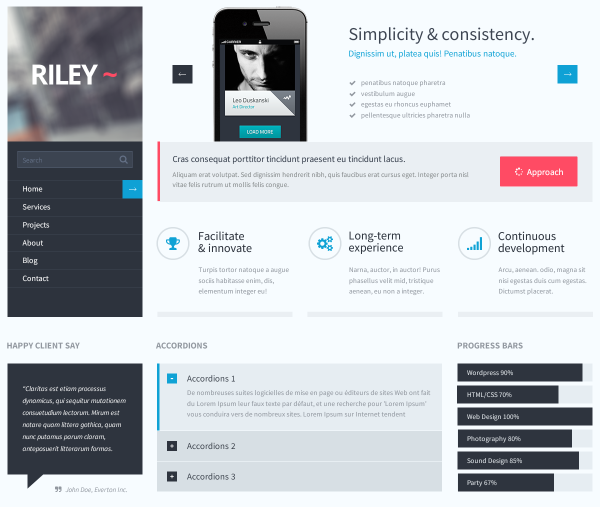 RILEY ~
Search
Home
Services
Projects
About
Blog
Contact
CARRIER
Leo Duskanski
Art Director
LOAD MORE
Simplicity & consistency.
Dignissim ut, platea quis! Penatibus natoque.
penatibus natoque pharetra
vestibulum augue
egestas eu rhoncus euphamet
pellentesque ultricies pharetra nulla
Cras consequat porttitor tincidunt praesent eu tincidunt lacus.
Aliquam erat volutpat. Sed dignissim hendrerit nibh, quis faucibus erat cursus eget. Integer porta nisl
vitae felis rutrum ut mollis felis congue.
Approach
Facilitate
& innovate
Turpis tortor natoque a augue
sociis habitasse enim, dis,
elementum integer eu!
Long-term
experience
Narna, auctor, in auctor! Purus
phasellus velit mid, tristique
aenean, eu non a integer.
Continuous
development
Arcu, aenean. odio, magna sit
nisi egestas duis cum egestas.
Dictumst placerat.
HAPPY CLIENT SAY
"Claritas est etiam processus
dynamicus, qui sequitur mutationem
consuetudium lectorum. Mirum est
notare quam littera gothica, quam
nunc putamus parum claram,
anteposuerit litterarum formas.
John Doe, Everton Inc.
ACCORDIONS
Accordions 1
De nombreuses suites logicielles de mise en page ou éditeurs de sites Web ont fait
du Lorem Ipsum leur faux texte par défaut, et une recherche pour 'Lorem Ipsum'
vous conduira vers de nombreux sites. Lorem Ipsum sur Internet tendent
Accordions 2
Accordions 3
PROGRESS BARS
Wordpress 90%
HTML/CSS 70%
Web Design 100%
Photography 80%
Sound Design 85%
Party 67%